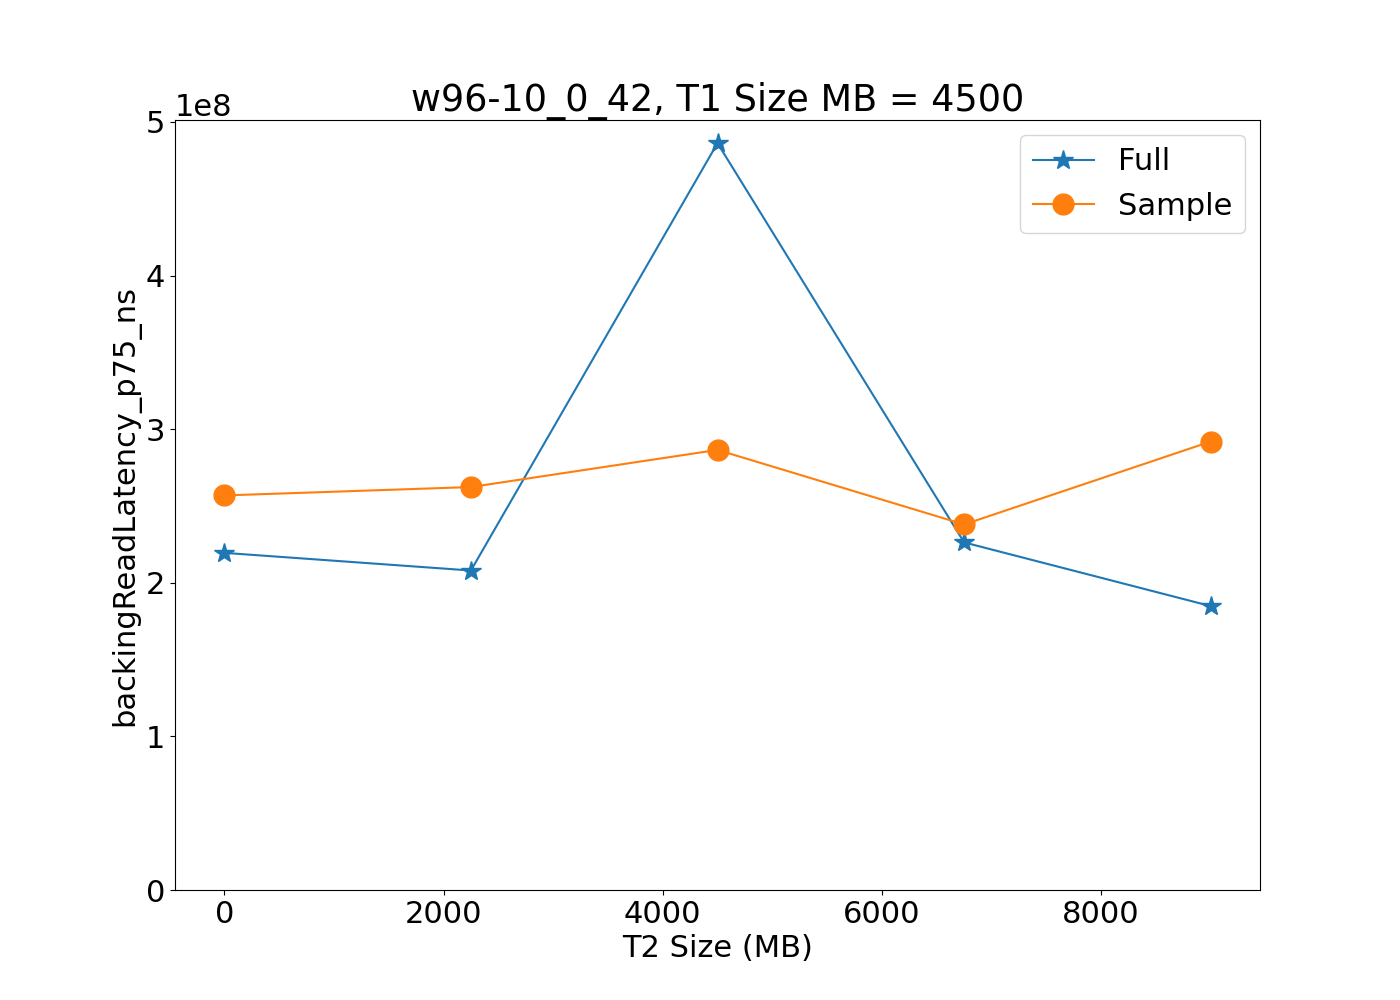 w96-10_0_42, T1 Size MB = 4500
1e8
Full
Sample
5
4
3
2
1
0
backingReadLatency_p75_ns
0 2000 4000 6000 8000
T2 Size (MB)